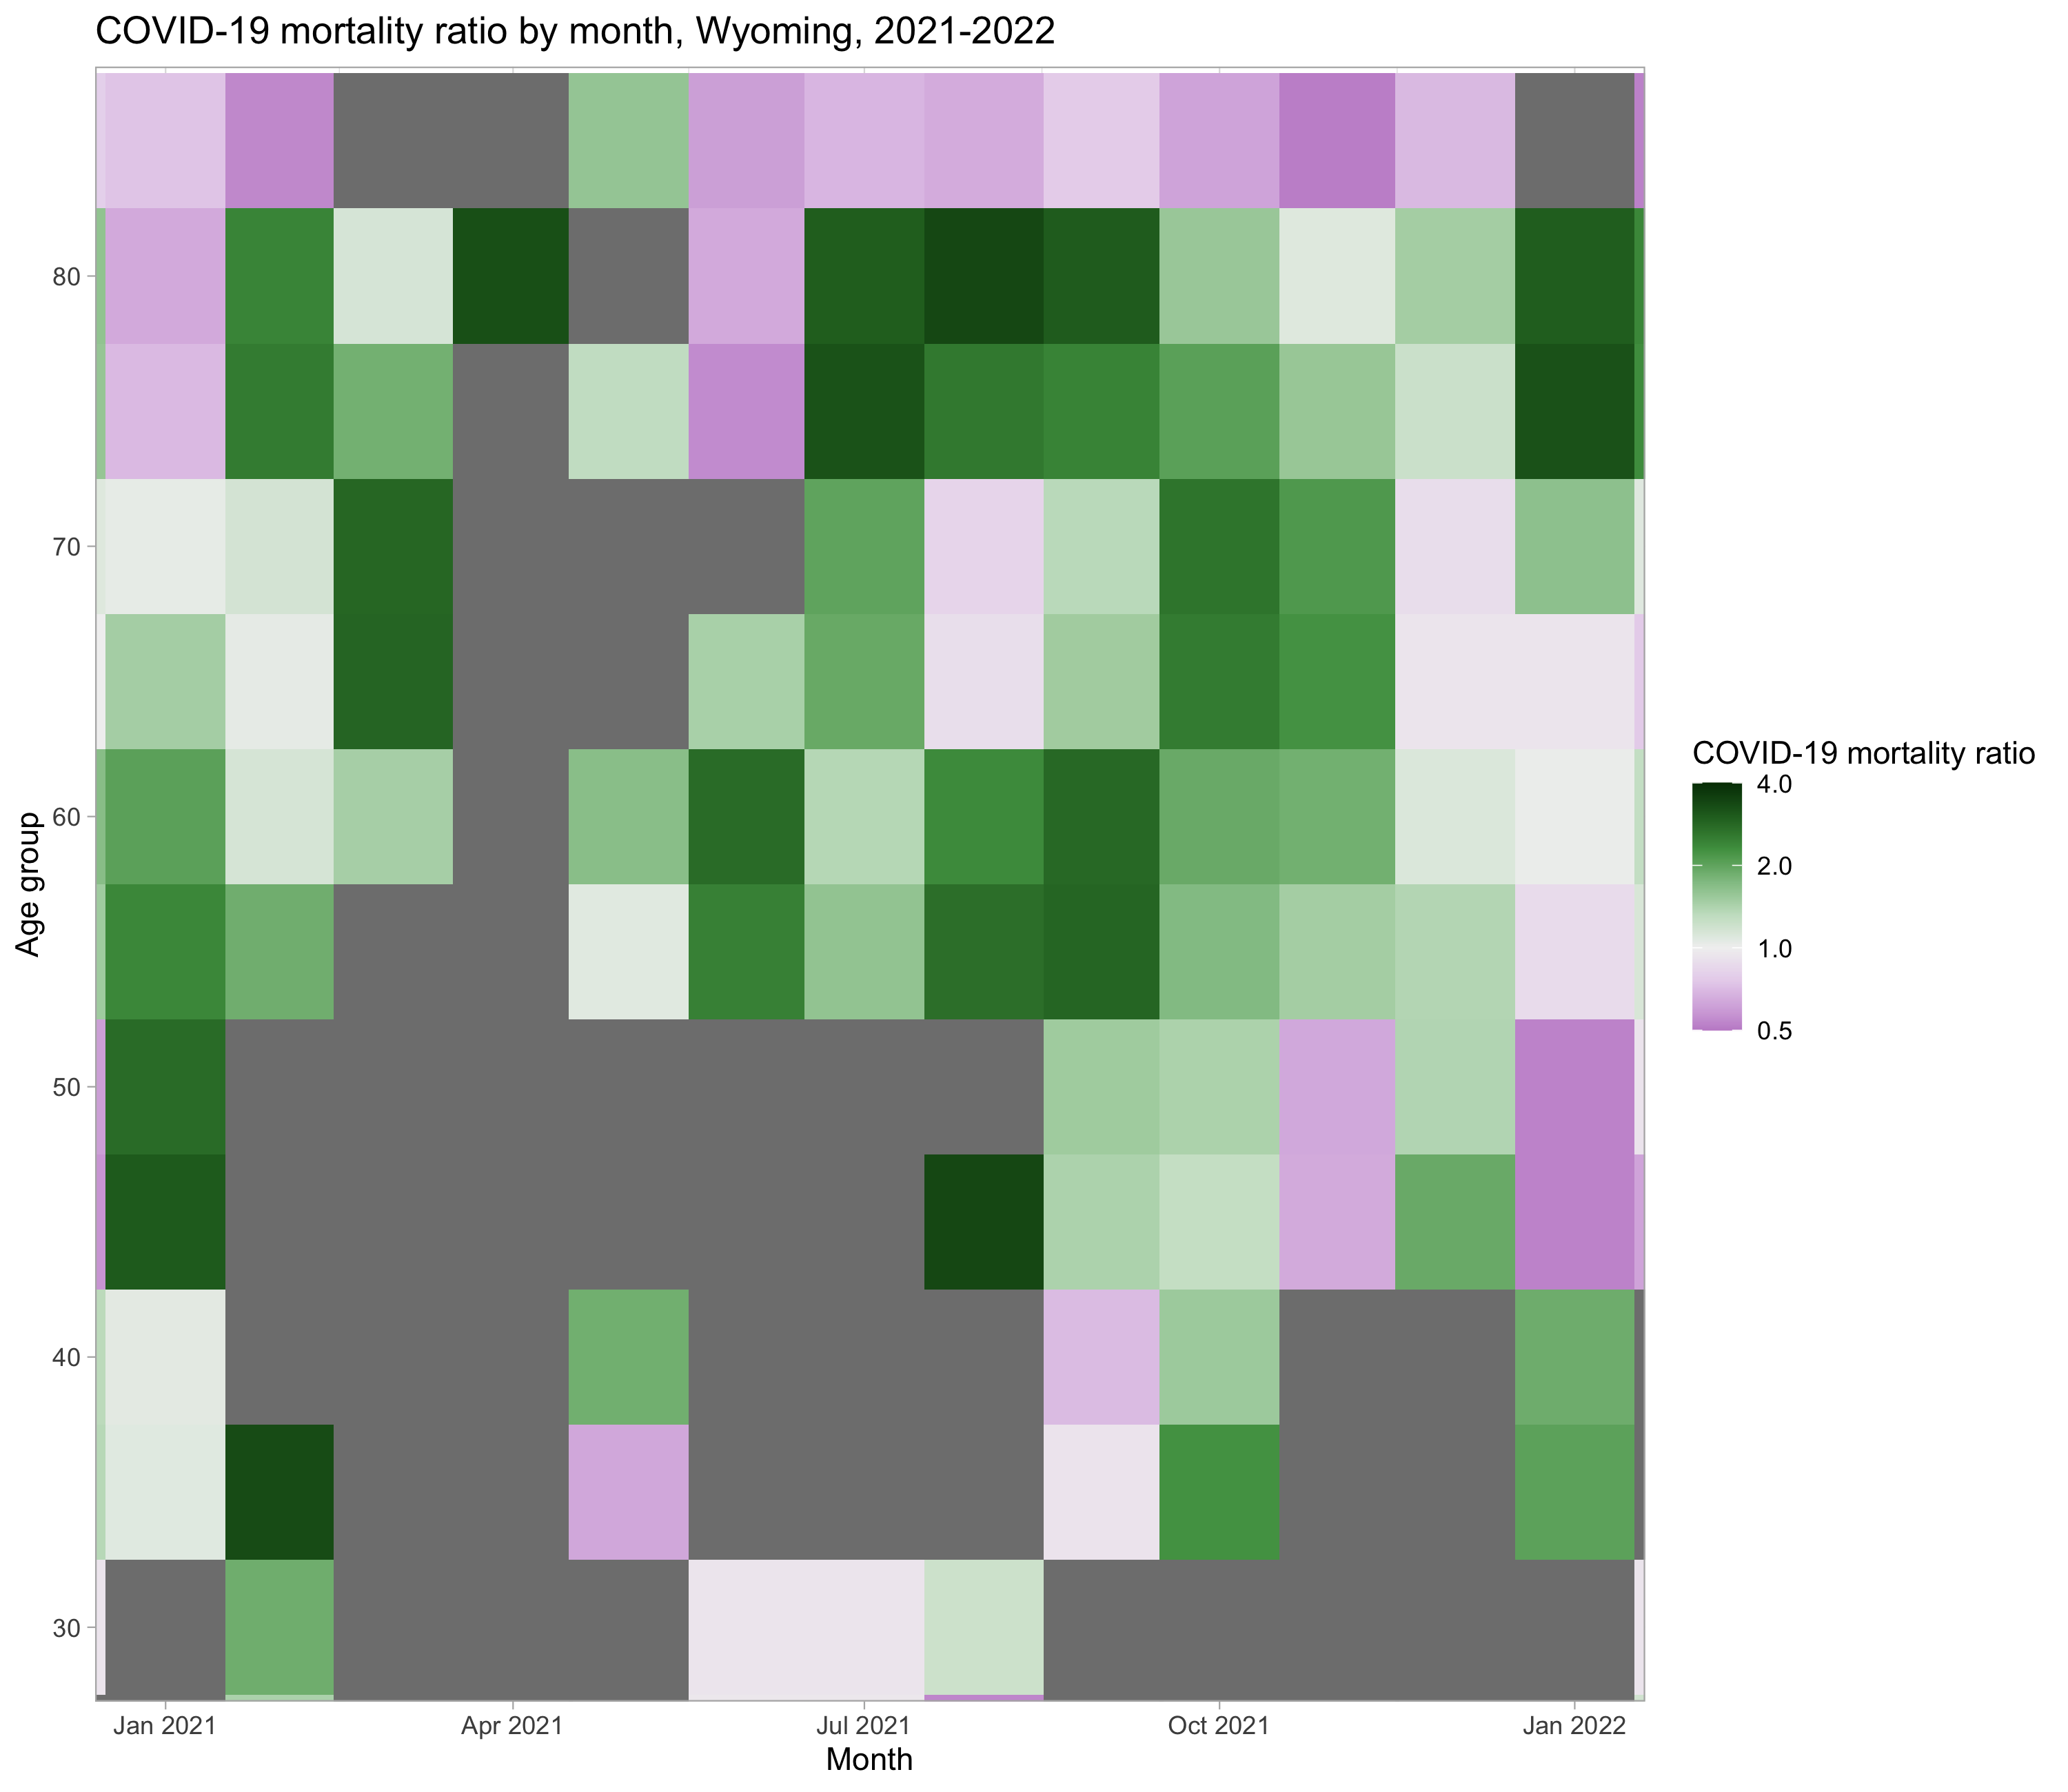 COVID-19 mortality ratio by month, Wyoming, 2021-2022
Age group
80
70
60
50
40
30
Jan 2021
Apr 2021
Jul 2021
Oct 2021
Jan 2022
Month
COVID-19 mortality ratio
4.0
2.0
1.0
0.5